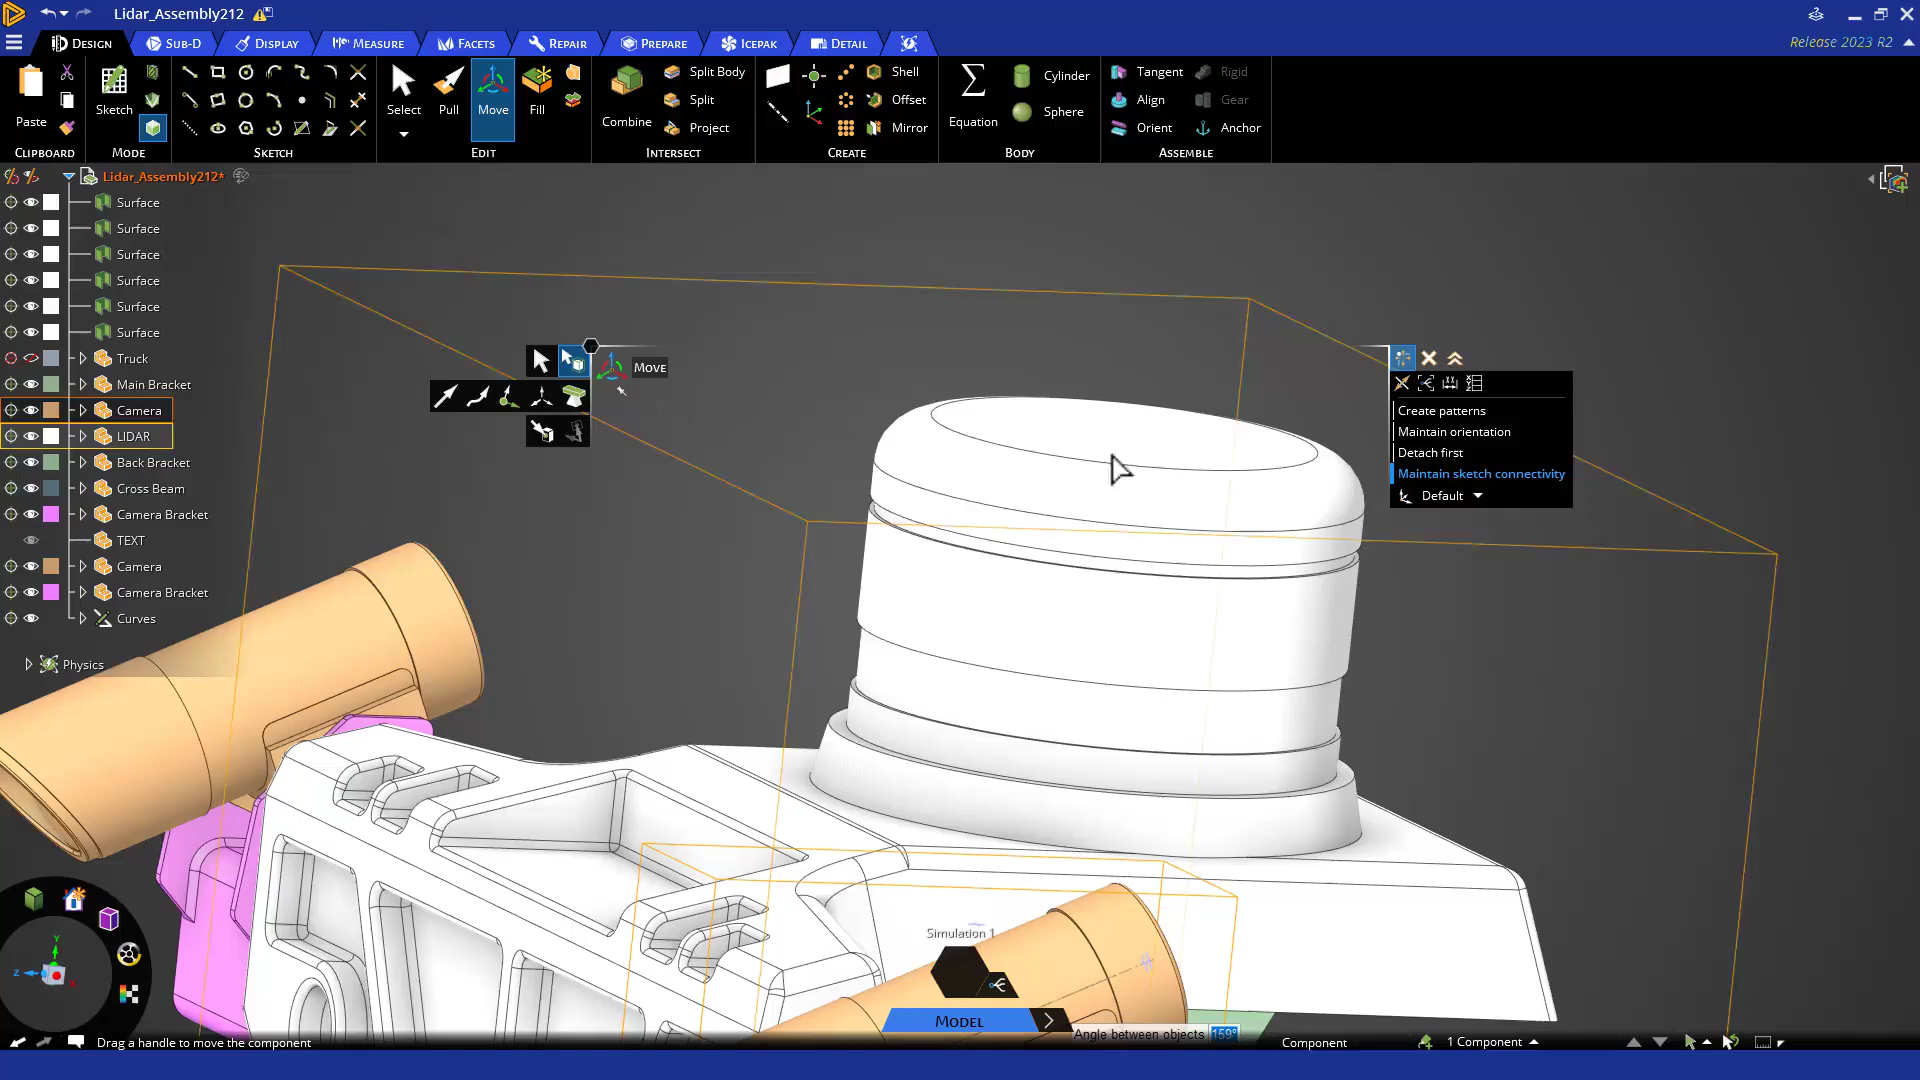 Lidar_Assembly212
Design
Sub-D
Display
Measure
Facets
Repair
Prepare
Icepak
Detail
Release 2023 R2
Paste
Clipboard
Sketch
Mode
Sketch
Select
Pull
Move
Fill
Edit
Combine
Split Body
Split
Project
Intersect
Shell
Offset
Mirror
Create
Equation
Cylinder
Sphere
Body
Tangent
Align
Orient
Rigid
Gear
Anchor
Assemble
Lidar_Assembly212*
Surface
Surface
Surface
Surface
Surface
Surface
Truck
Main Bracket
Camera
LIDAR
Back Bracket
Cross Beam
Camera Bracket
TEXT
Camera
Camera Bracket
Curves
Physics
Move
Create patterns
Maintain orientation
Detach first
Maintain sketch connectivity
Default
Y
Z
X
Simulation 1
Model
Angle between objects 159°
Drag a handle to move the component
Component
1 Component